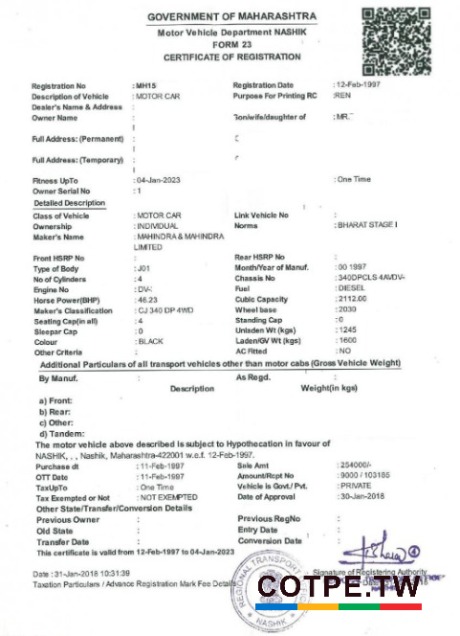 GOVERNMENT OF MAHARASHTRA
Motor Vehicle Department NASHIK
FORM 23
CERTIFICATE OF REGISTRATION
Registration No : MH15 Registration Date : 12-Feb-1997
Description of Vehicle : MOTOR CAR Purpose For Printing RC :REN
Dealer's Name & Address :
Owner Name : Son/wife/daughter of : MR.
Full Address: (Permanent) :
Full Address: (Temporary) :
Fitness UpTo : 04-Jan-2023 : One Time
Owner Serial No : 1
Detailed Description
Class of Vehicle : MOTOR CAR Link Vehicle No :
Ownership : INDIVIDUAL Norms : BHARAT STAGE I
Maker's Name : MAHINDRA & MAHINDRA
LIMITED
Front HSRP No : Rear HSRP No :
Type of Body : J01 Month/Year of Manuf. : 00 1997
No of Cylinders : 4 Chassis No : 340DPCLS 4AVDV-
Engine No : DV-: Fuel : DIESEL
Horse Power(BHP) : 46.23 Cubic Capacity : 2112.00
Maker's Classification : CJ 340 DP 4WD Wheel base : 2030
Seating Cap(in all) : 4 Standing Cap : 0
Sleeper Cap : 0 Unladen Wt (kgs) : 1245
Colour : BLACK Laden/GV Wt (kgs) : 1600
Other Criteria : AC Fitted : NO
Additional Particulars of all transport vehicles other than motor cabs (Gross Vehicle Weight)
By Manuf. : As Regd. :
Description Weight(in kgs)
a) Front:
b) Rear:
c) Other:
d) Tandem:
The motor vehicle above described is subject to Hypothecation in favour of
NASHIK, , , Nashik, Maharashtra-422001 w.e.f. 12-Feb-1997.
Purchase dt : 11-Feb-1997 Sale Amt : 254000/-
OTT Date : 11-Feb-1997 Amount/Rcpt No : 9000 / 103185
TaxUpTo : One Time Vehicle is Govt./ Pvt. : PRIVATE
Tax Exempted or Not : NOT EXEMPTED Date of Approval : 30-Jan-2018
Other State/Transfer/Conversion Details
Previous Owner : Previous RegNo :
Old State : Entry Date :
Transfer Date : Conversion Date :
This certificate is valid from 12-Feb-1997 to 04-Jan-2023
Date : 31-Jan-2018 10:31:39 Signature of Registering Authority
Taxation Particulars / Advance Registration Mark Fee Details
REGIONAL TRANSPORT
NASHIK
COTPE.TW